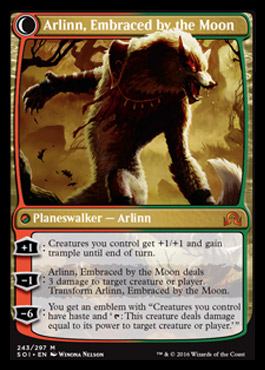 Arlinn, Embraced by the Moon
Planeswalker — Arlinn
+1
: Creatures you control get +1/+1 and gain
trample until end of turn.
-1
: Arlinn, Embraced by the Moon deals
3 damage to target creature or player.
Transform Arlinn, Embraced by the Moon.
-6
: You get an emblem with “Creatures you
control have haste and ‘: This creature deals
damage equal to its power to target creature or player.’”
243/297 M
SOI • EN Winona Nelson
™ & © 2016 Wizards of the Coast